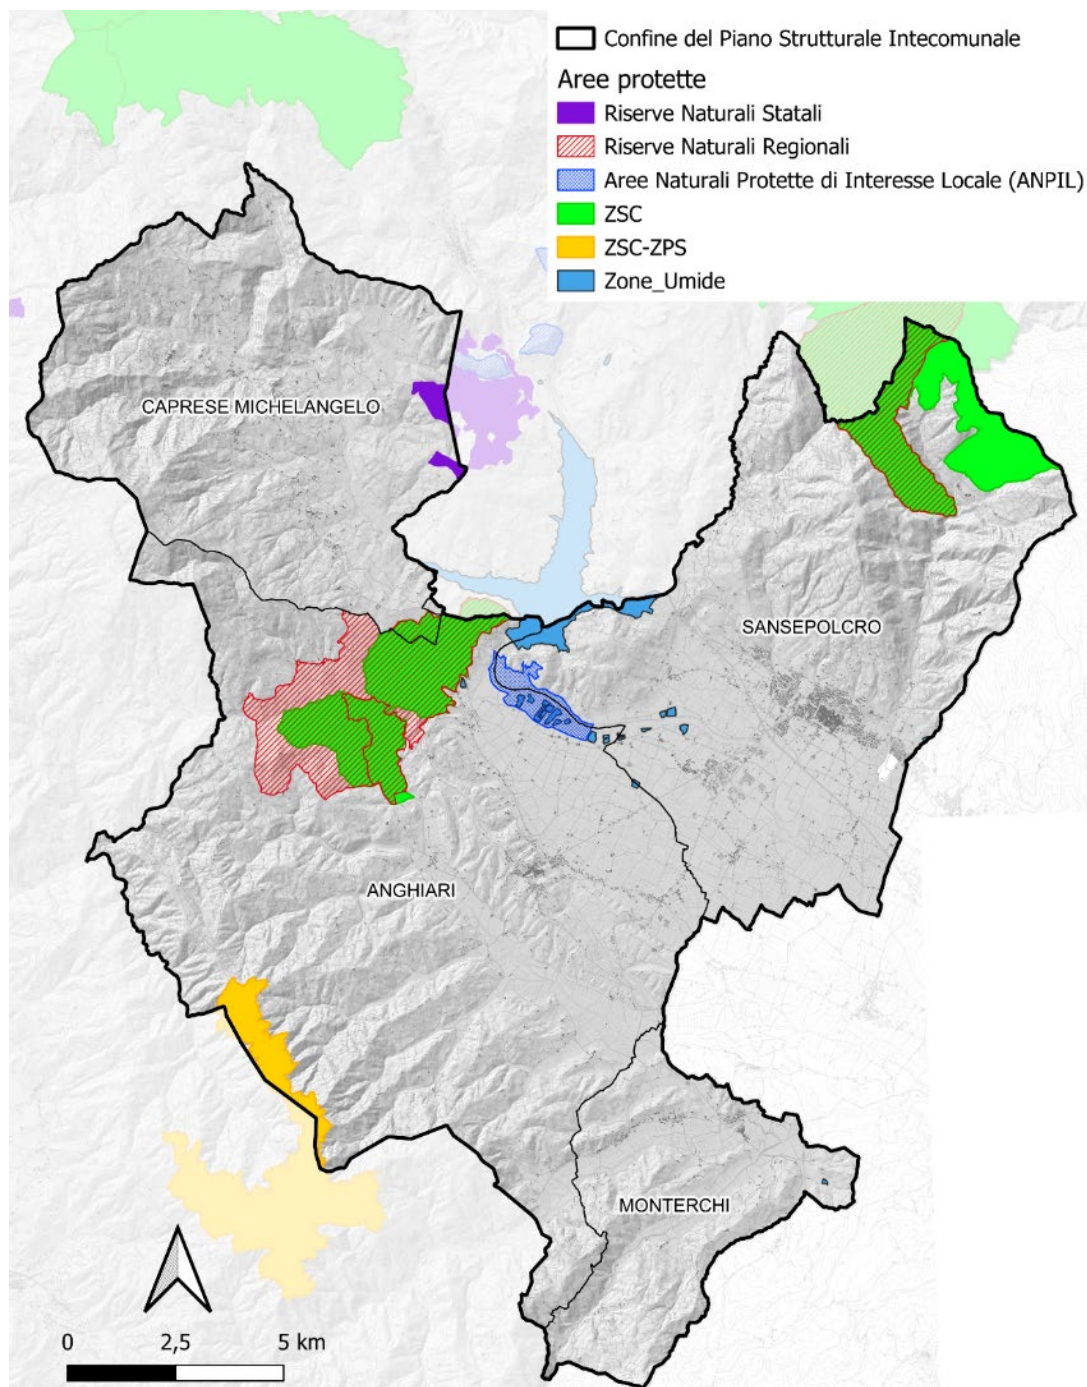 Confine del Piano Strutturale Intecomunale
Aree protette
Riserve Naturali Statali
Riserve Naturali Regionali
Aree Naturali Protette di Interesse Locale (ANPIL)
ZSC
ZSC-ZPS
Zone_Umide
CAPRESE MICHELANGELO
SANSEPOLCRO
ANGHIARI
MONTERCHI
0 2,5 5 km